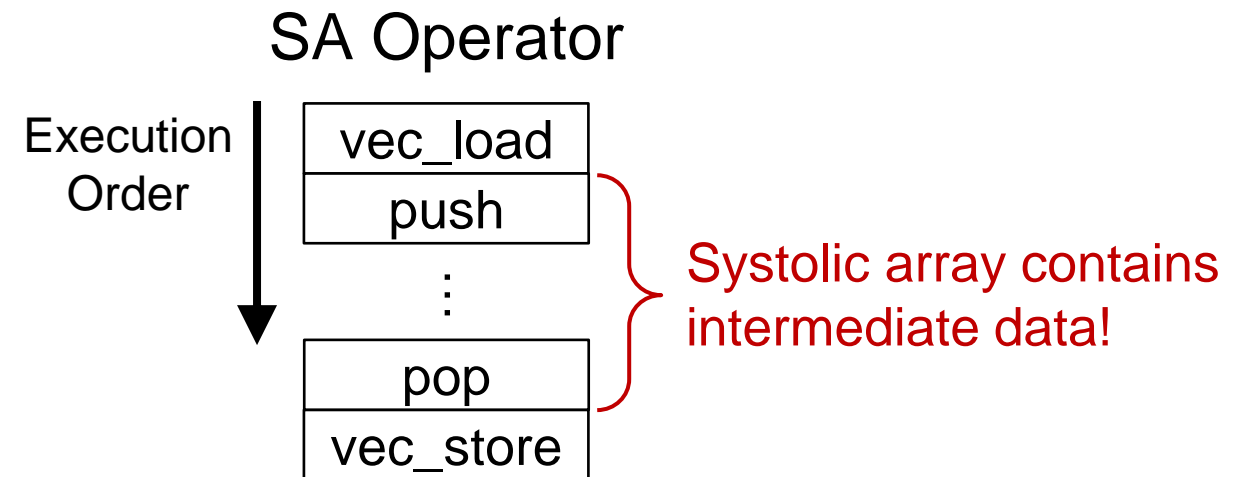 SA Operator
Execution
Order
vec_load
push
⋮
pop
vec_store
Systolic array contains
intermediate data!